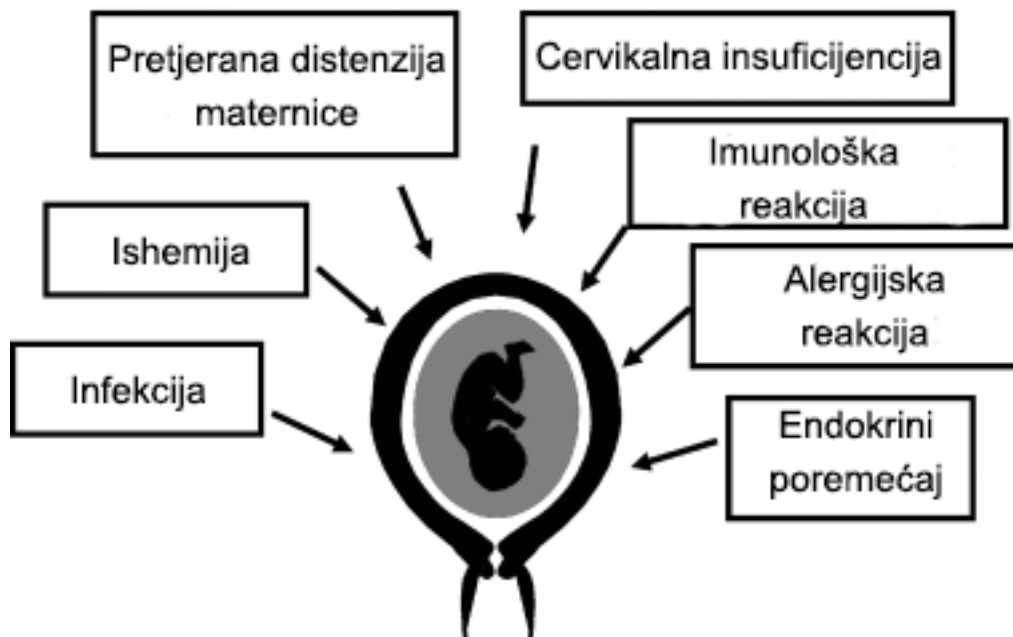 Pretjerana distenzija
maternice
Cervikalna insuficijencija
Imunološka
reakcija
Ishemija
Alergijska
reakcija
Infekcija
Endokrini
poremećaj